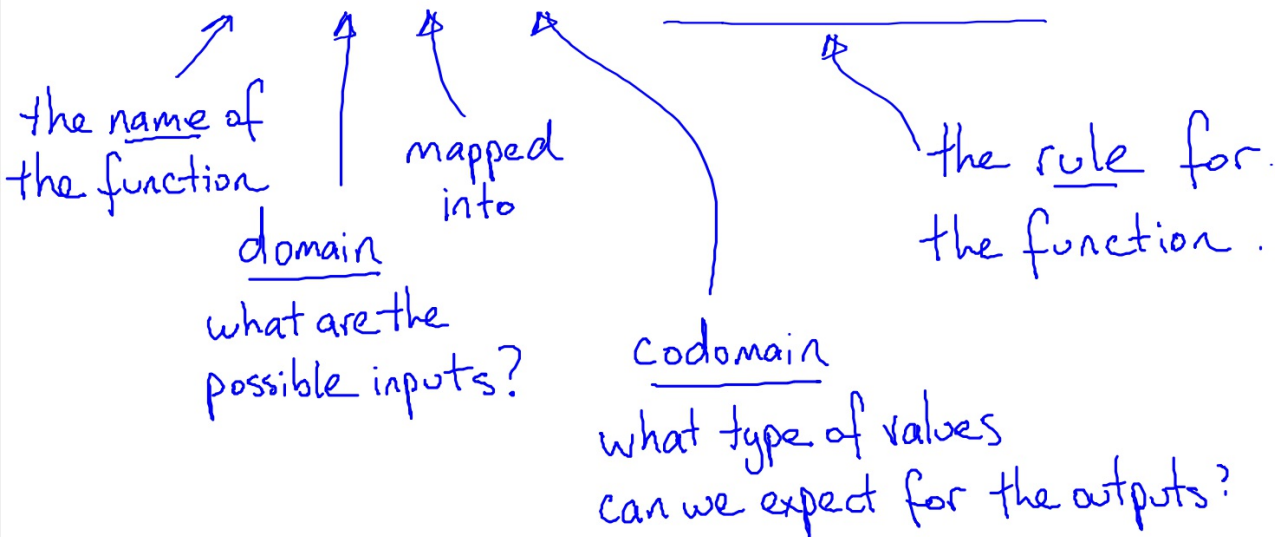 the name of
the function
mapped
into
the rule for
the function.
domain
what are the
possible inputs?
codomain
what type of values
can we expect for the outputs?